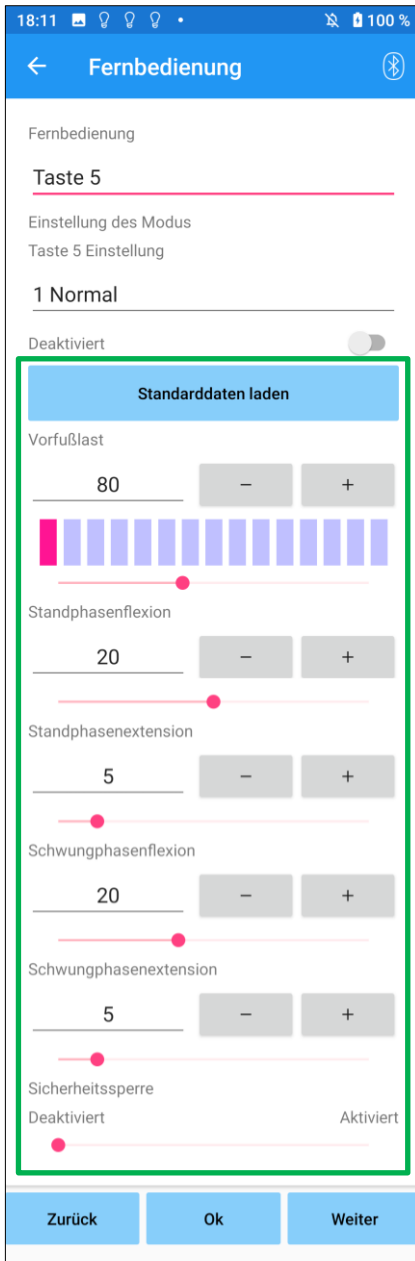 18:11 100 %
Fernbedienung
Fernbedienung
Taste 5
Einstellung des Modus
Taste 5 Einstellung
1 Normal
Deaktiviert
Standarddaten laden
Vorfußlast
80 − +
Standphasenflexion
20 − +
Standphasenextension
5 − +
Schwungphasenflexion
20 − +
Schwungphasenextension
5 − +
Sicherheitssperre
Deaktiviert Aktiviert
Zurück Ok Weiter